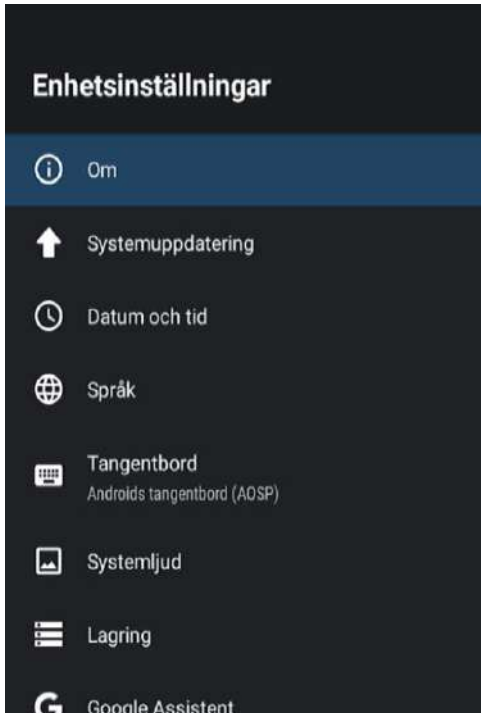 Enhetsinställningar
Om
Systemuppdatering
Datum och tid
Språk
Tangentbord
Androids tangentbord (AOSP)
Systemljud
Lagring
Google Assistent